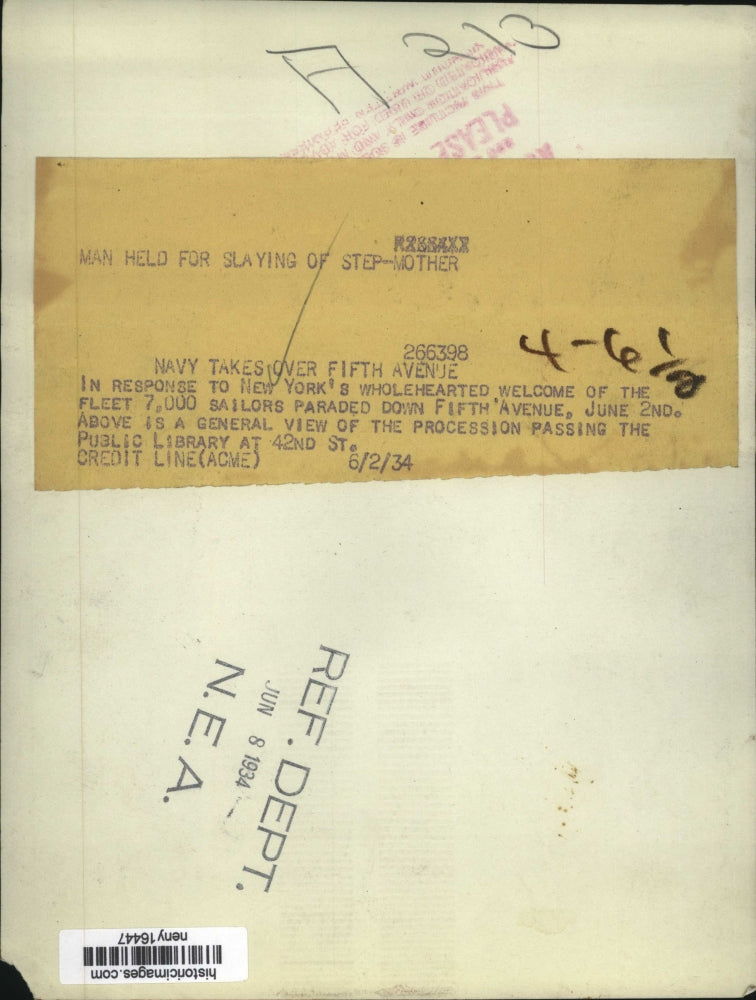 A 213
PLEASE
MAN HELD FOR SLAYING OF STEP-MOTHER
266398
NAVY TAKES OVER FIFTH AVENUE
IN RESPONSE TO NEW YORK'S WHOLEHEARTED WELCOME OF THE
FLEET 7,000 SAILORS PARADED DOWN FIFTH AVENUE, JUNE 2ND.
ABOVE IS A GENERAL VIEW OF THE PROCESSION PASSING THE
PUBLIC LIBRARY AT 42ND ST.
CREDIT LINE(ACME) 6/2/34
4-6
REF. DEPT.
JUN 8 1934
N.E.A.
historicimages.com
neny16447